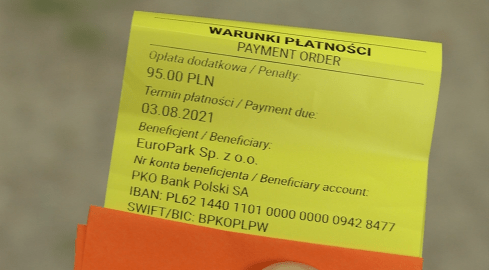 WARUNKI PŁATNOŚCI
PAYMENT ORDER
Opłata dodatkowa / Penalty:
95.00 PLN
Termin płatności / Payment due:
03.08.2021
Beneficjent / Beneficiary:
EuroPark Sp. z o.o.
Nr konta beneficjenta / Beneficiary account:
PKO Bank Polski SA
IBAN: PL62 1440 1101 0000 0000 0942 8477
SWIFT/BIC: BPKOPLPW